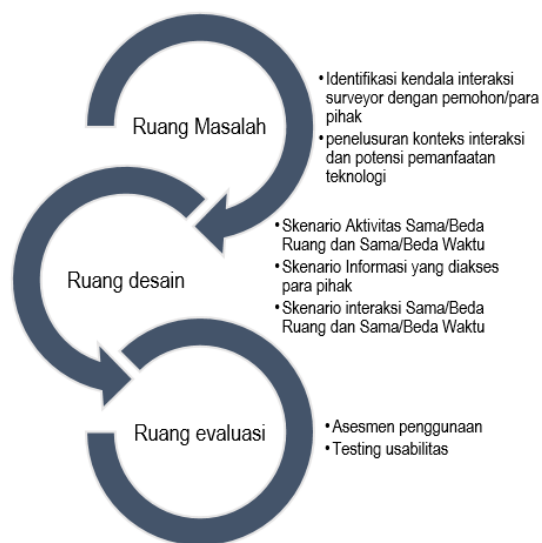 Ruang Masalah
• Identifikasi kendala interaksi
surveyor dengan pemohon/para
pihak
• penelusuran konteks interaksi
dan potensi pemanfaatan
teknologi
Ruang desain
• Skenario Aktivitas Sama/Beda
Ruang dan Sama/Beda Waktu
• Skenario Informasi yang diakses
para pihak
• Skenario interaksi Sama/Beda
Ruang dan Sama/Beda Waktu
Ruang evaluasi
• Asesmen penggunaan
• Testing usabilitas